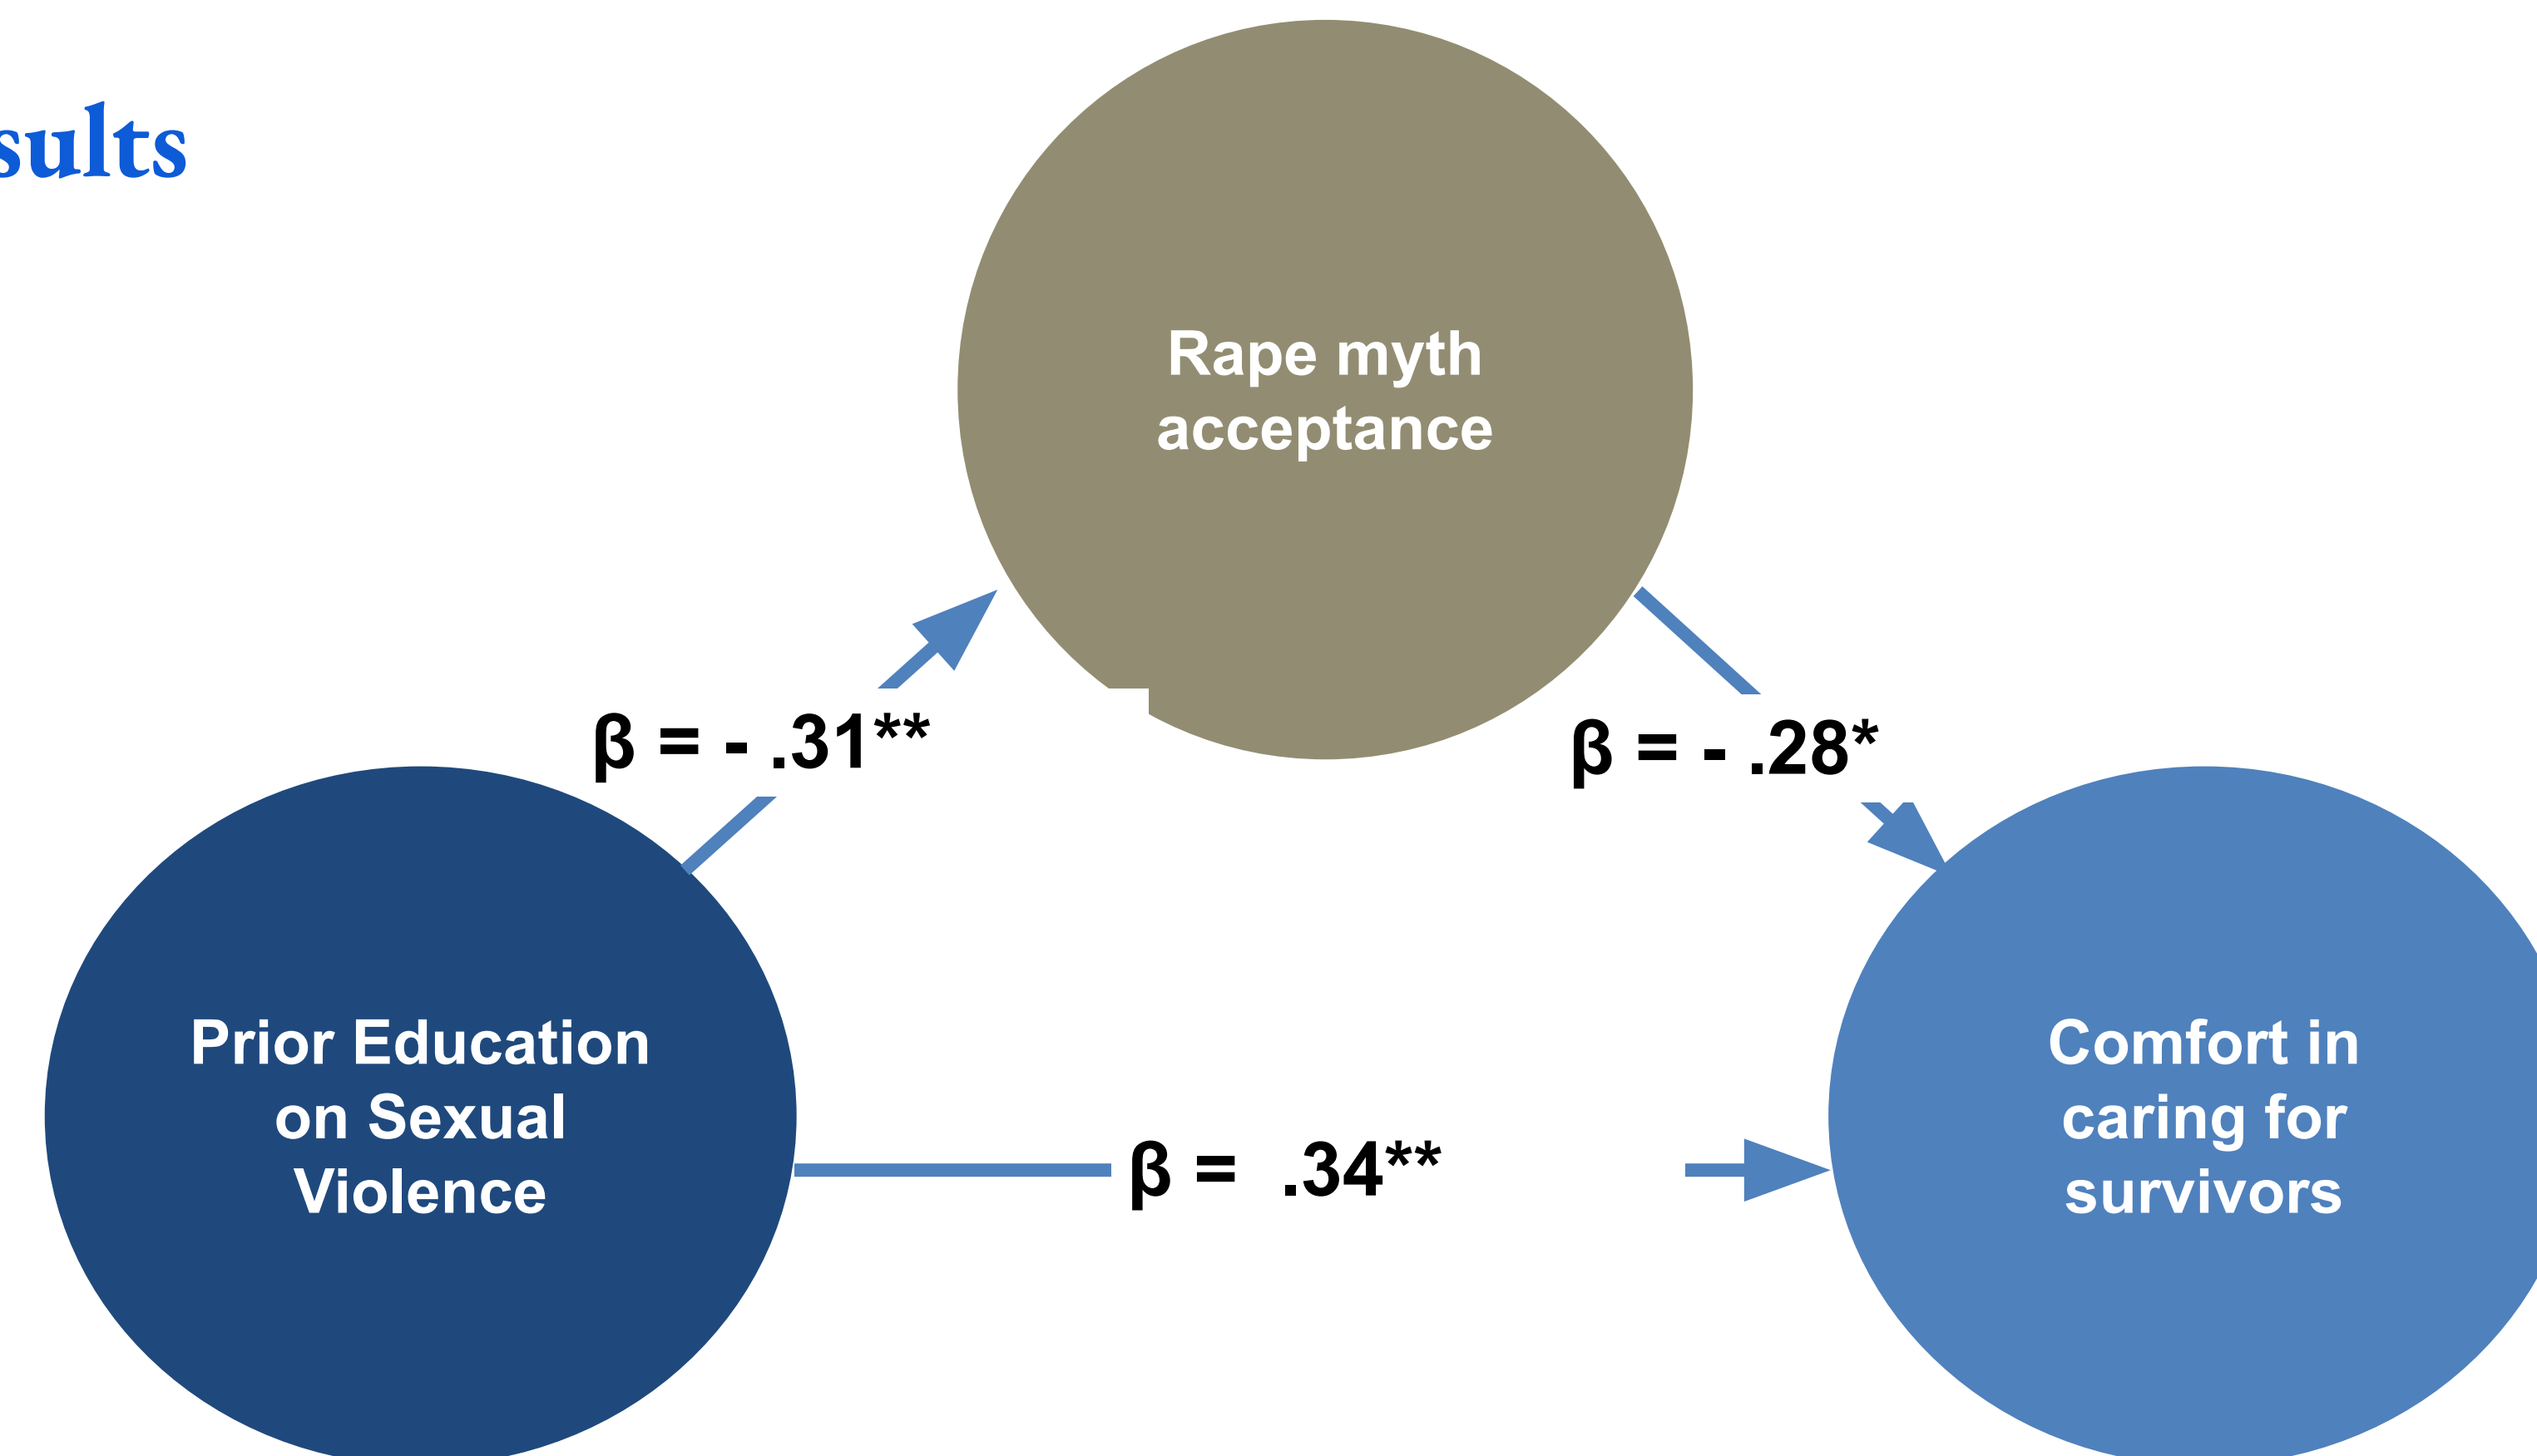 sults
Rape myth
acceptance
β = - .31**
β = - .28*
Prior Education
on Sexual
Violence
β =  .34**
Comfort in
caring for
survivors